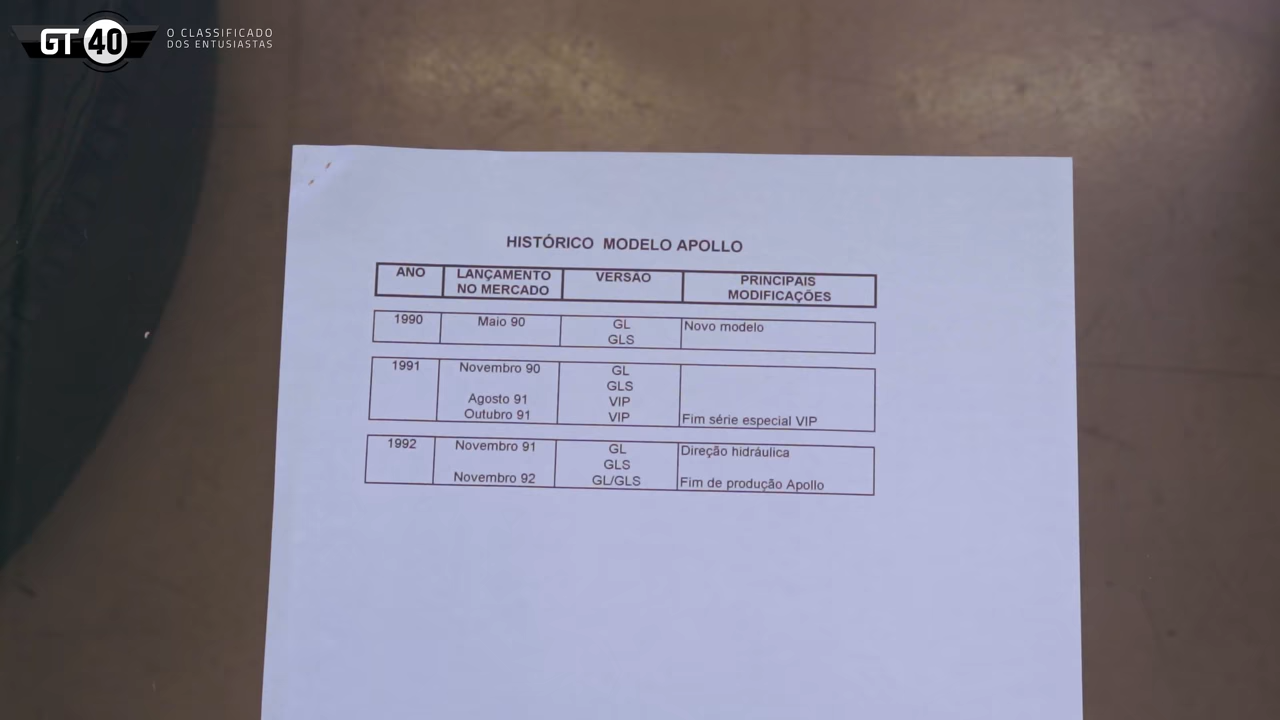 GT 40
O CLASSIFICADO
DOS ENTUSIASTAS
HISTÓRICO MODELO APOLLO
ANO LANÇAMENTO NO MERCADO VERSÃO PRINCIPAIS MODIFICAÇÕES
1990 Maio 90 GL Novo modelo
GLS
1991 Novembro 90 GL
GLS
Agosto 91 VIP
Outubro 91 VIP Fim série especial VIP
1992 Novembro 91 GL Direção hidráulica
GLS
Novembro 92 GL/GLS Fim de produção Apollo